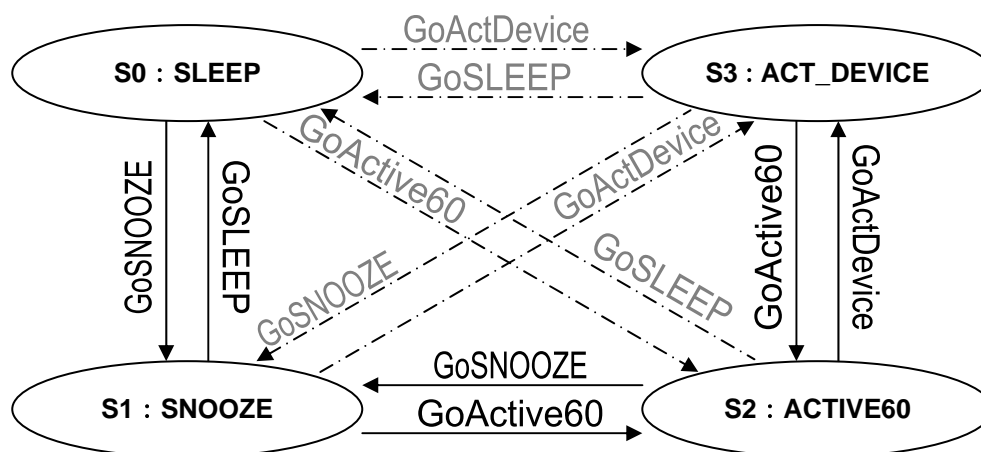 GoActDevice
S0 : SLEEP
S3 : ACT_DEVICE
GoSLEEP
GoActive60
GoActDevice
GoSNOOZE
GoSLEEP
GoActive60
GoActDevice
GoSNOOZE
GoSLEEP
GoSNOOZE
S1 : SNOOZE
S2 : ACTIVE60
GoActive60